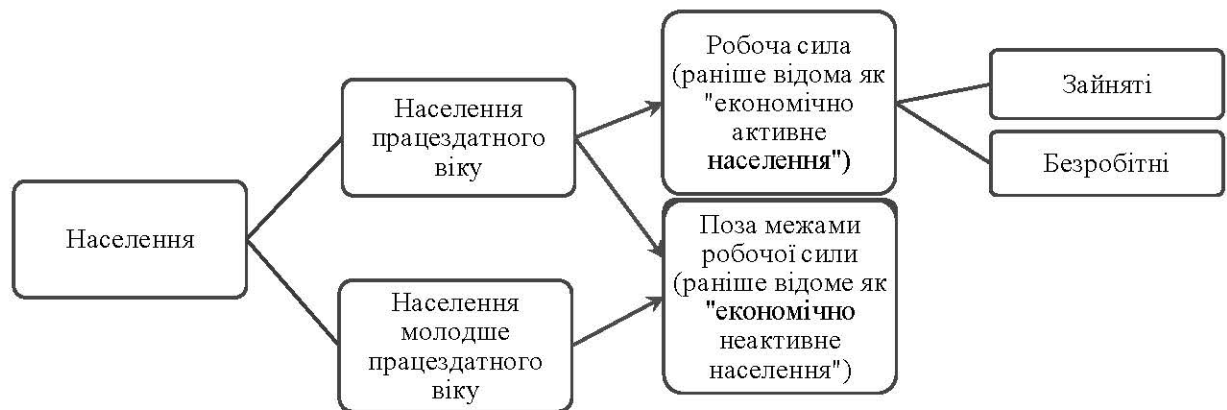 Населення
Населення
працездатного
віку
Населення
молодше
працездатного
віку
Робоча сила
(раніше відома як
"економічно
активне
населення")
Поза межами
робочої сили
(раніше відоме як
"економічно
неактивне
населення")
Зайняті
Безробітні